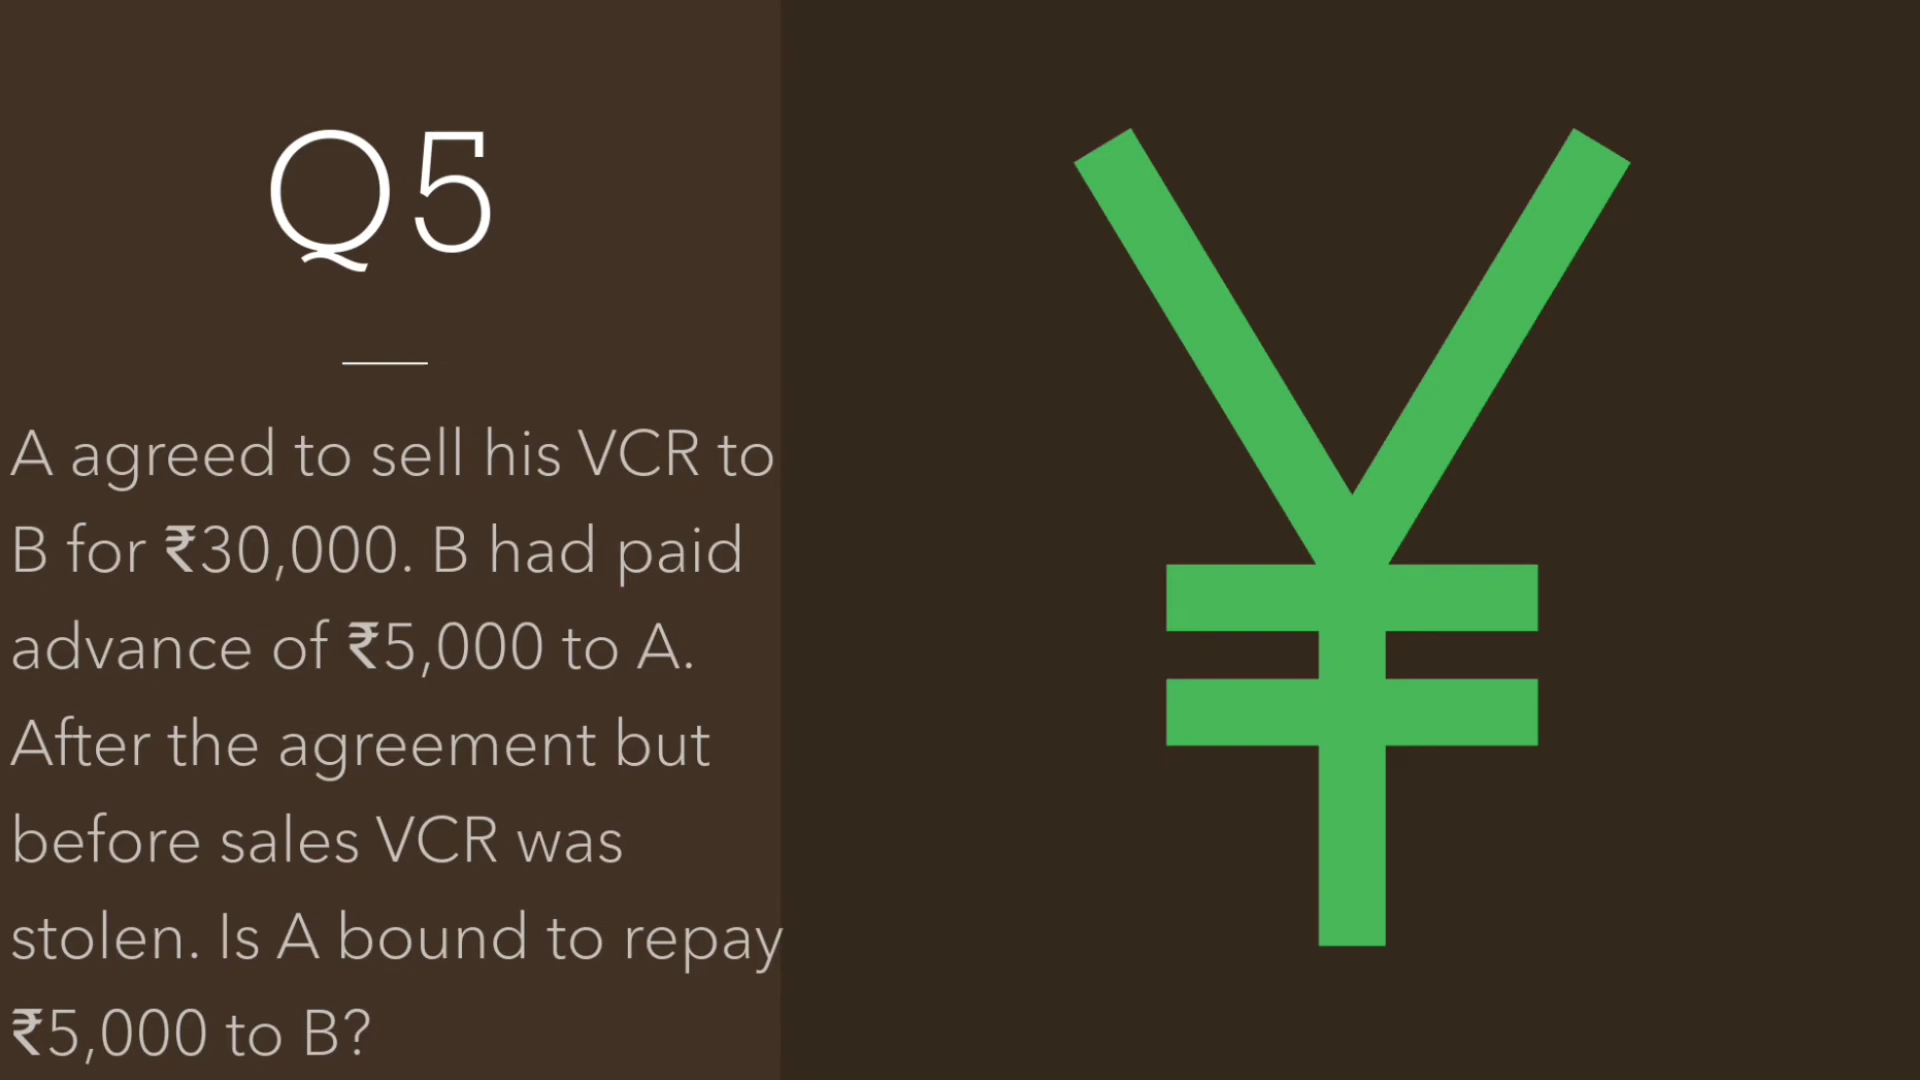 Q5
A agreed to sell his VCR to
B for ₹30,000. B had paid
advance of ₹5,000 to A.
After the agreement but
before sales VCR was
stolen. Is A bound to repay
₹5,000 to B?
¥